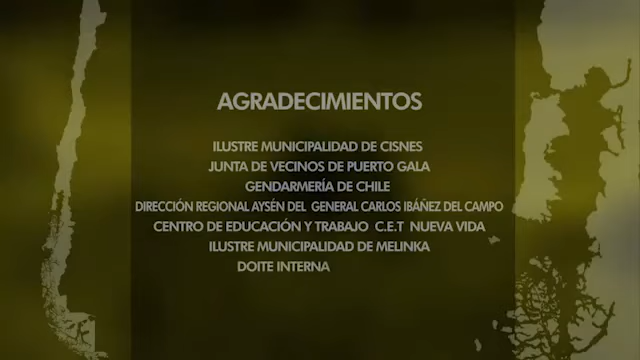 AGRADECIMIENTOS
ILUSTRE MUNICIPALIDAD DE CISNES
JUNTA DE VECINOS DE PUERTO GALA
GENDARMERÍA DE CHILE
DIRECCIÓN REGIONAL AYSÉN DEL GENERAL CARLOS IBÁÑEZ DEL CAMPO
CENTRO DE EDUCACIÓN Y TRABAJO C.E.T NUEVA VIDA
ILUSTRE MUNICIPALIDAD DE MELINKA
DOITE INTERNA